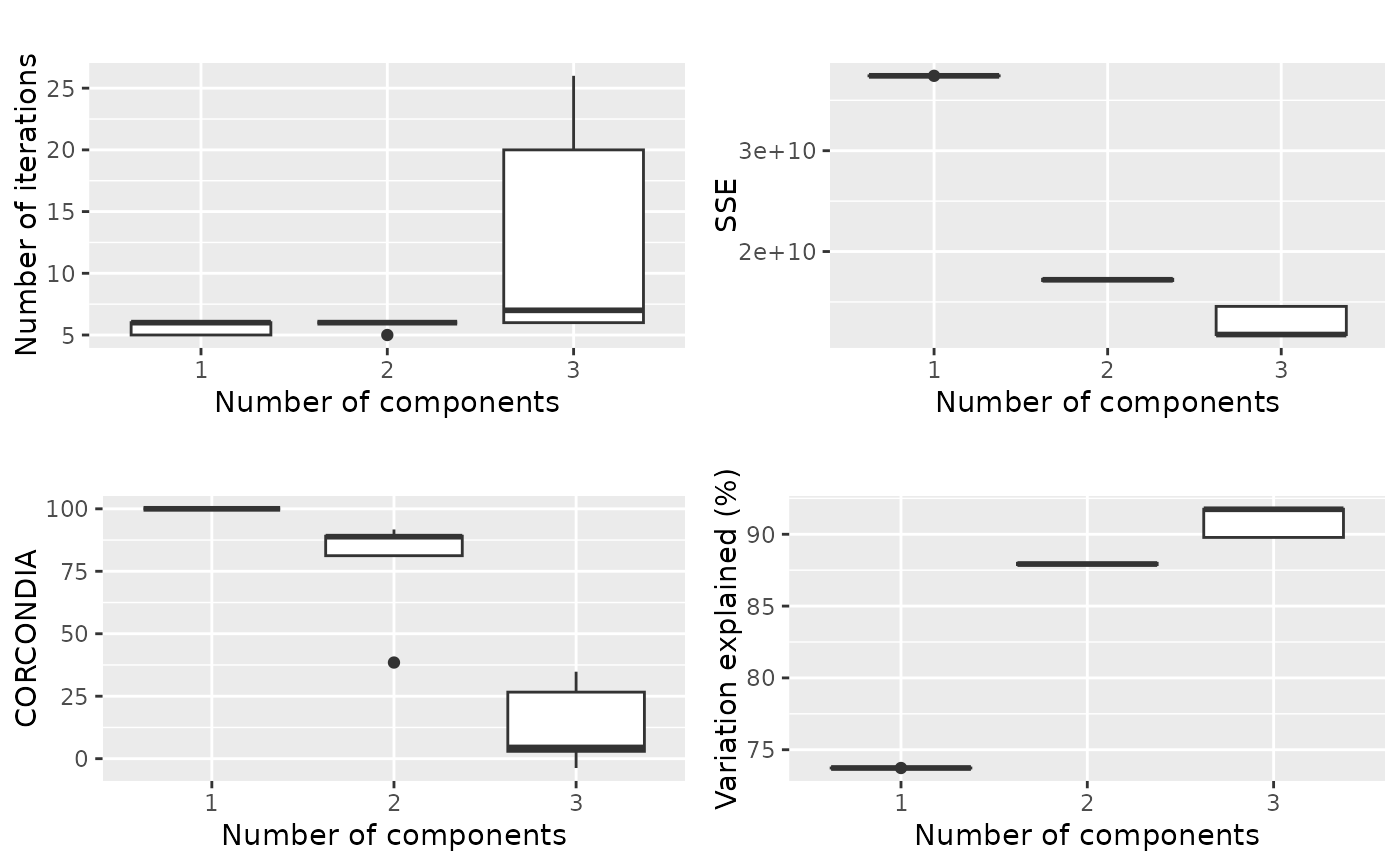 Number of iterations
25
20
15
10
5
1 2 3
Number of components
SSE
3e+10
2e+10
1 2 3
Number of components
CORCONDIA
100
75
50
25
0
1 2 3
Number of components
Variation explained (%)
90
85
80
75
1 2 3
Number of components